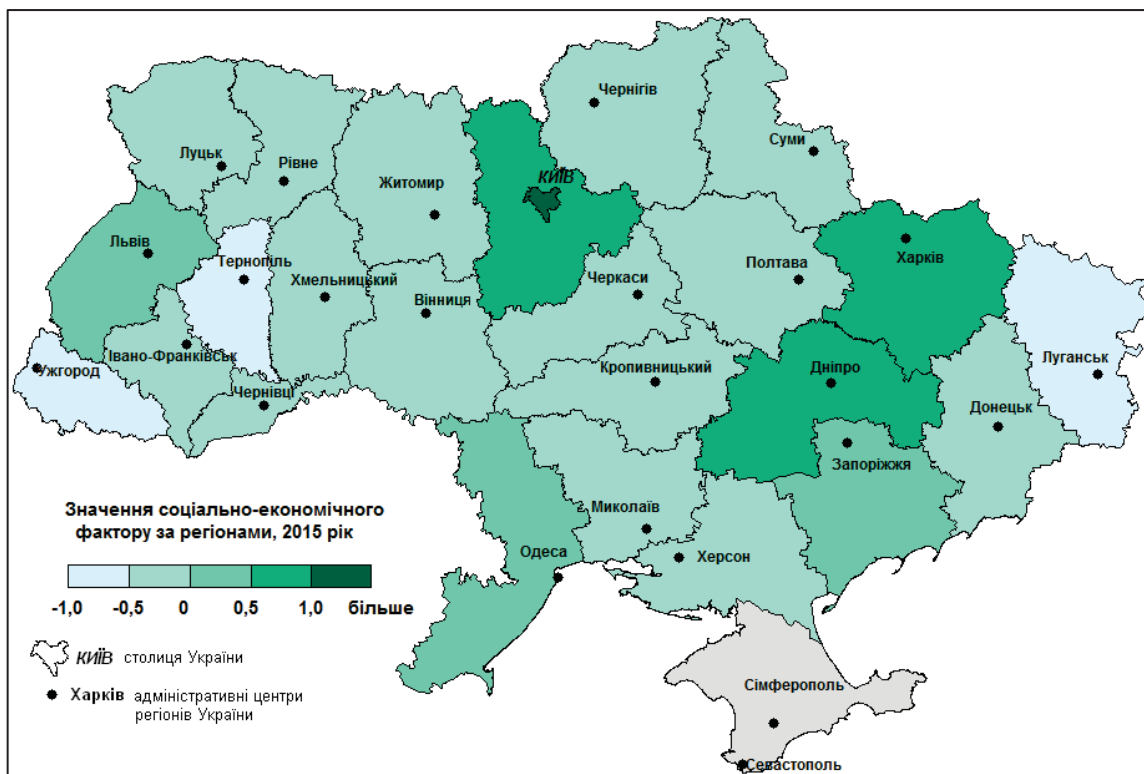 Чернігів
Суми
Луцьк
Рівне
Житомир
КИЇВ
Львів
Тернопіль
Хмельницький
Вінниця
Черкаси
Полтава
Харків
Івано-Франківськ
Ужгород
Чернівці
Кропивницький
Дніпро
Луганськ
Донецьк
Запоріжжя
Миколаїв
Одеса
Херсон
Сімферополь
Севастополь
Значення соціально-економічного
фактору за регіонами, 2015 рік
-1,0 -0,5 0 0,5 1,0 більше
КИЇВ столиця України
Харків адміністративні центри
регіонів України